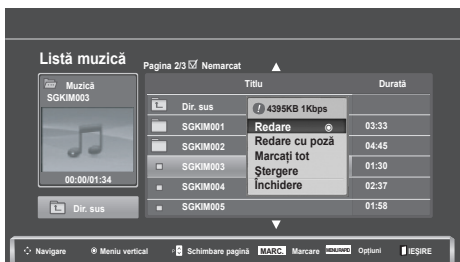 Listă muzică
Pagina 2/3 Nemarcat
Muzică
SGKIM003
00:00/01:34
Dir. sus
Titlu Durată
Dir. sus
SGKIM001 03:33
SGKIM002 04:45
SGKIM003 01:30
SGKIM004 02:37
SGKIM005 01:58
4395KB 1Kbps
Redare
Redare cu poză
Marcați tot
Ștergere
Închidere
Navigare Meniu vertical Schimbare pagină MARC. Marcare MENIU RAPID Opțiuni IEȘIRE